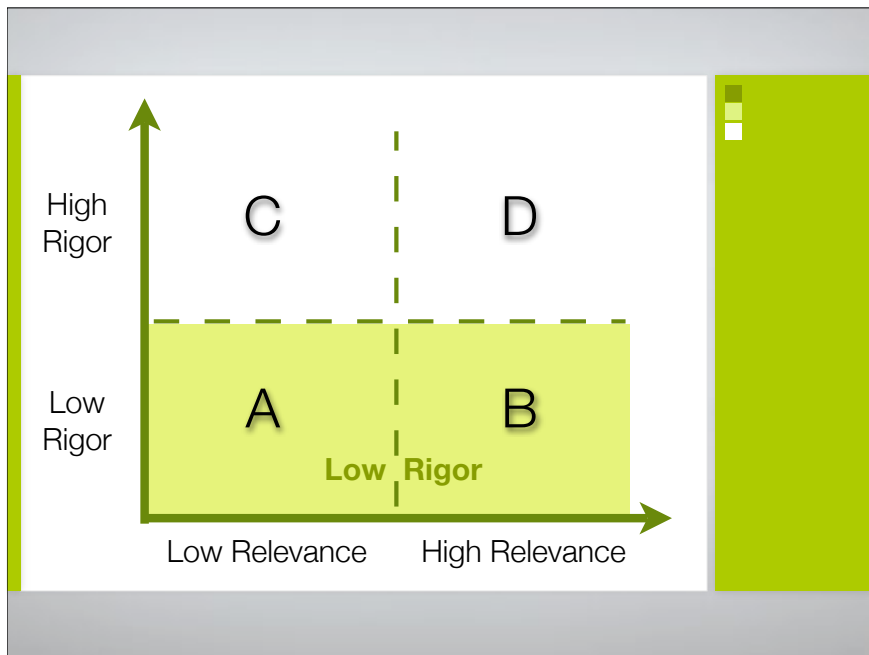 High
Rigor
C
D
Low
Rigor
A
B
Low Rigor
Low Relevance
High Relevance